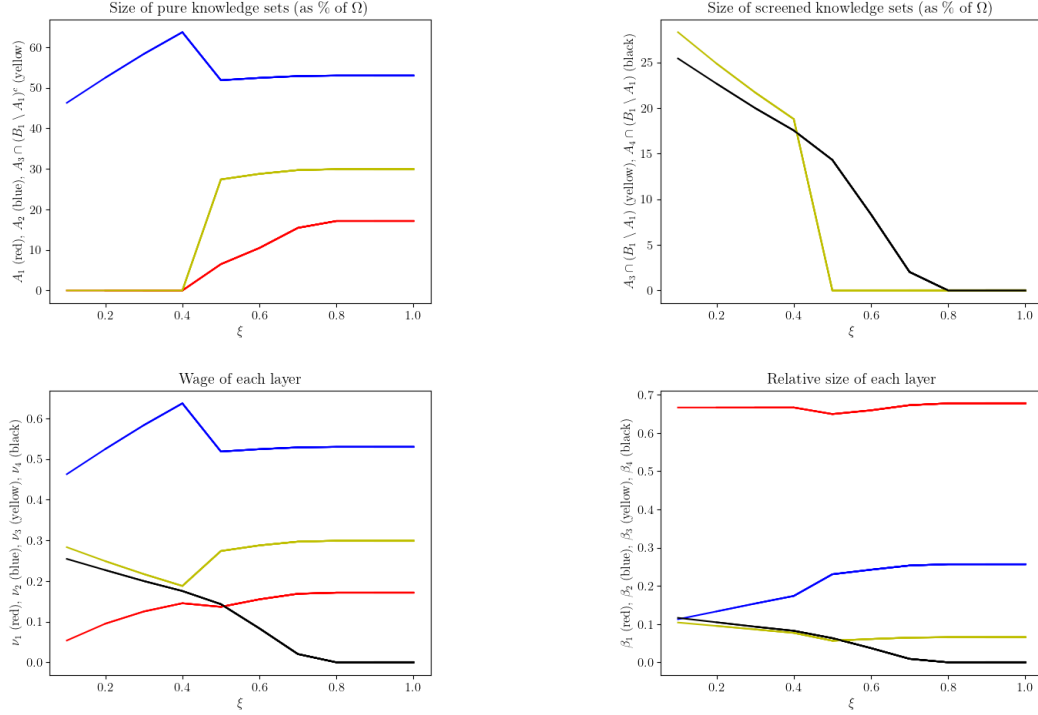 Size of pure knowledge sets (as % of Ω)
A₁ (red), A₂ (blue), A₃ ∩ (B₁ \ A₁)ᶜ (yellow)
60
50
40
30
20
10
0
0.2 0.4 0.6 0.8 1.0
ξ
Size of screened knowledge sets (as % of Ω)
A₃ ∩ (B₁ \ A₁) (yellow), A₄ ∩ (B₁ \ A₁) (black)
25
20
15
10
5
0
0.2 0.4 0.6 0.8 1.0
ξ
Wage of each layer
ν₁ (red), ν₂ (blue), ν₃ (yellow), ν₄ (black)
0.6
0.5
0.4
0.3
0.2
0.1
0.0
0.2 0.4 0.6 0.8 1.0
ξ
Relative size of each layer
β₁ (red), β₂ (blue), β₃ (yellow), β₄ (black)
0.7
0.6
0.5
0.4
0.3
0.2
0.1
0.0
0.2 0.4 0.6 0.8 1.0
ξ